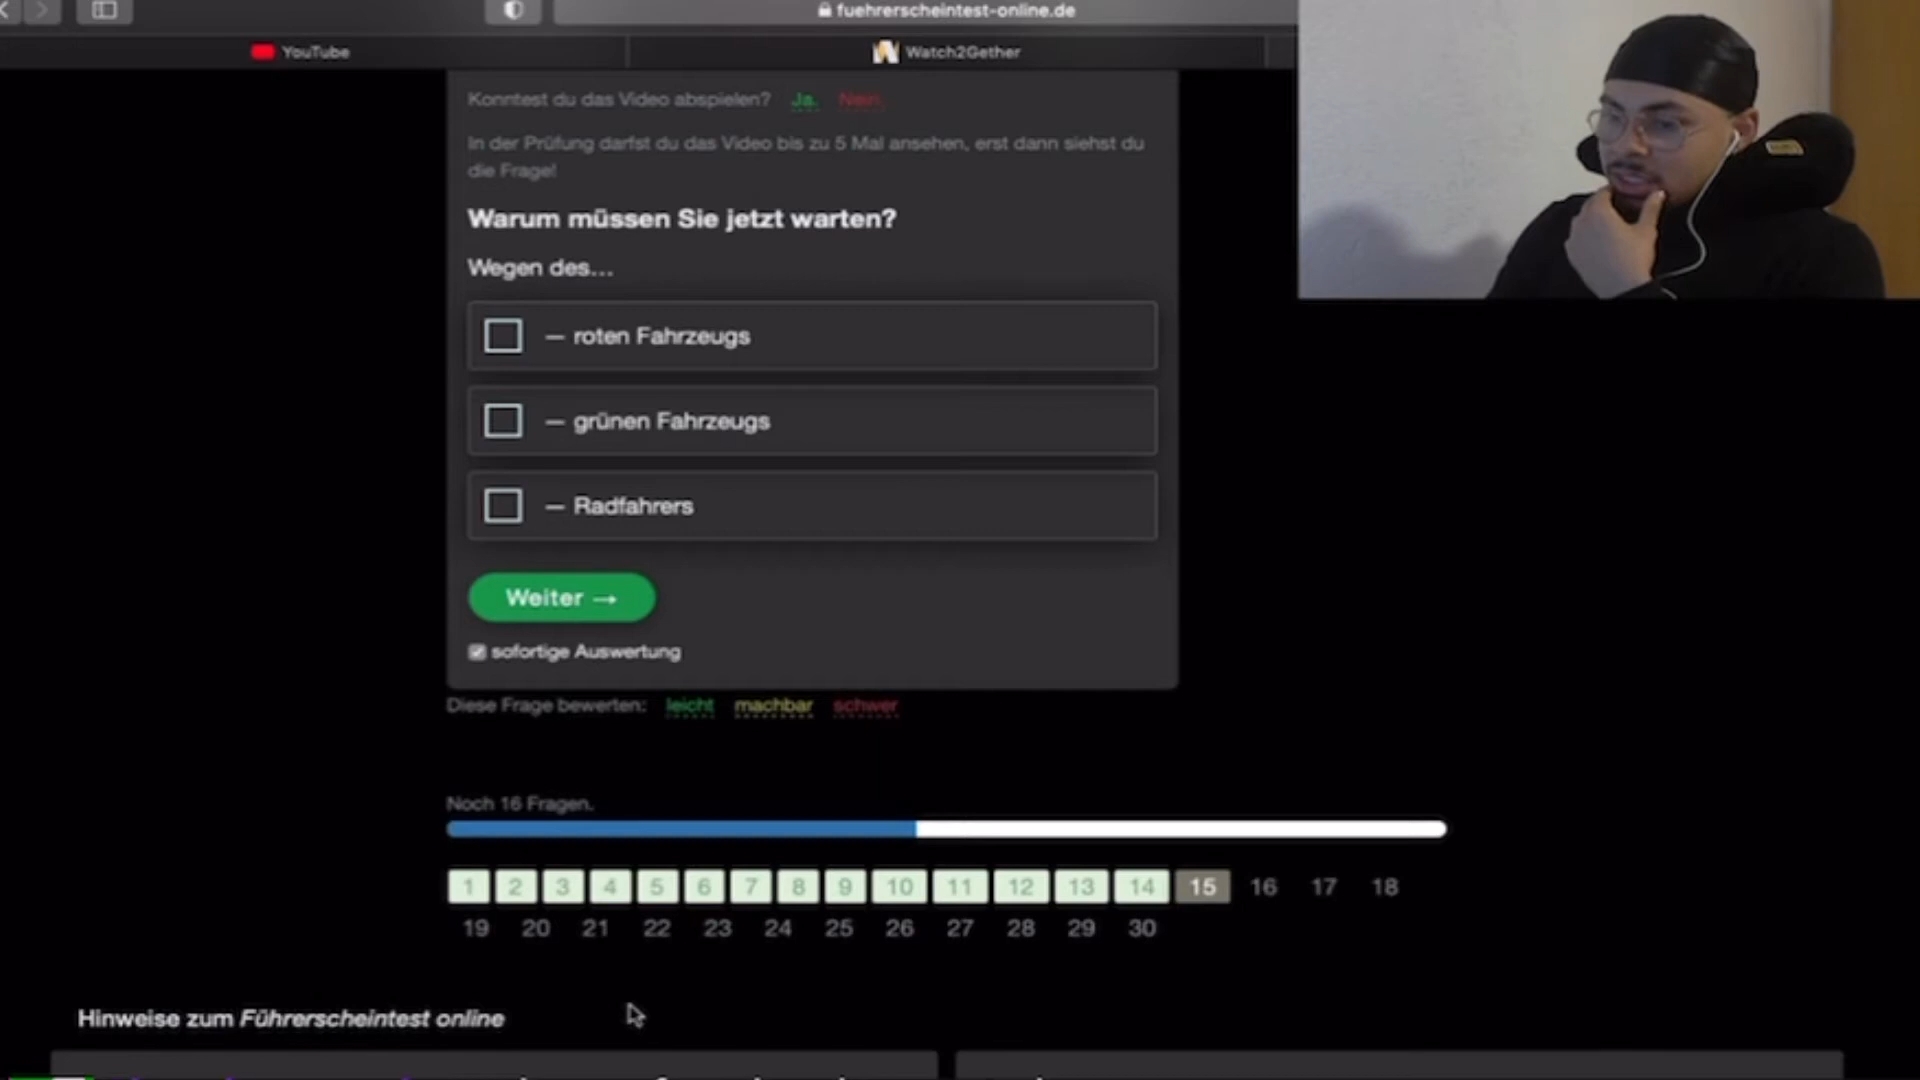 fuehrerscheintest-online.de
YouTube
Watch2Gether
Konntest du das Video abspielen? Ja. Nein.
In der Prüfung darfst du das Video bis zu 5 Mal ansehen, erst dann siehst du
die Frage!
Warum müssen Sie jetzt warten?
Wegen des...
— roten Fahrzeugs
— grünen Fahrzeugs
— Radfahrers
Weiter →
sofortige Auswertung
Diese Frage bewerten: leicht machbar schwer
Noch 16 Fragen.
1 2 3 4 5 6 7 8 9 10 11 12 13 14 15 16 17 18
19 20 21 22 23 24 25 26 27 28 29 30
Hinweise zum Führerscheintest online